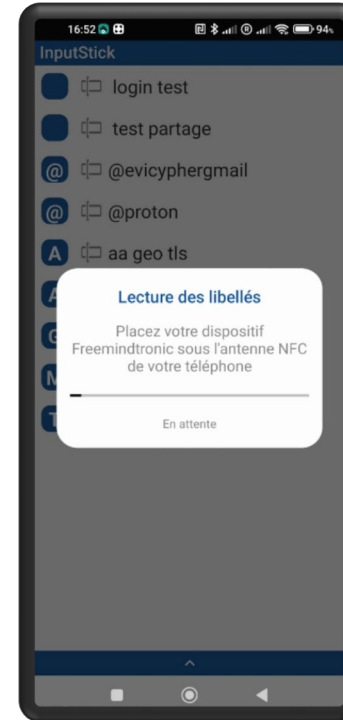 16:52
94%
InputStick
login test
test partage
@
@evicyphergmail
@
@proton
A
aa geo tls
Lecture des libellés
Placez votre dispositif
Freemindtronic sous l'antenne NFC
de votre téléphone
En attente